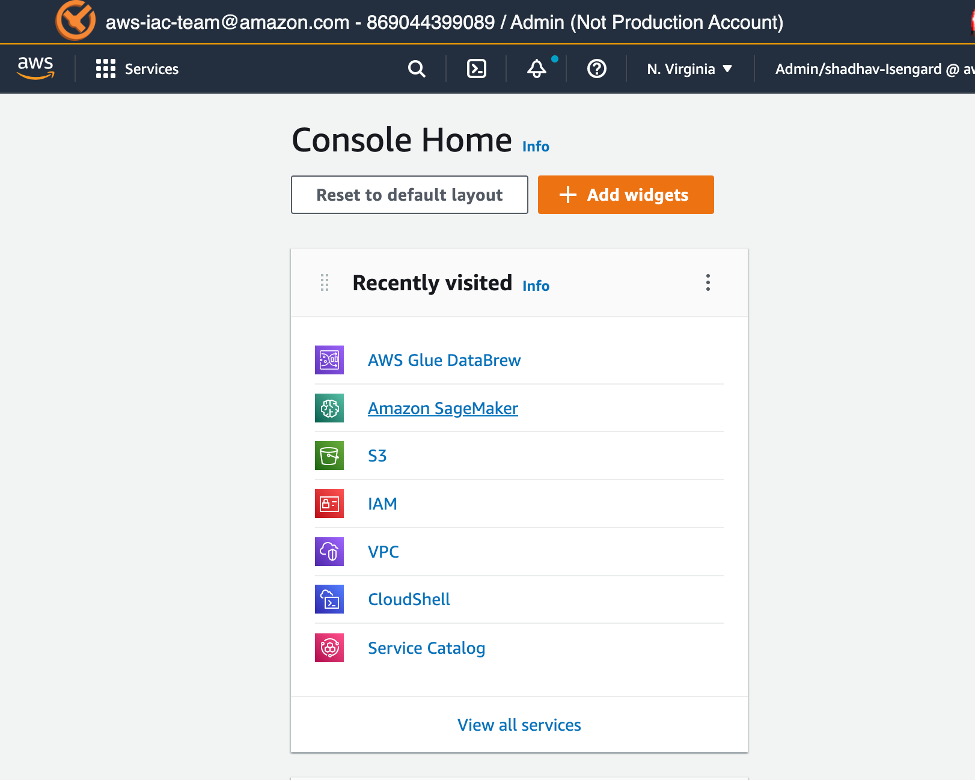 aws-iac-team@amazon.com - 869044399089 / Admin (Not Production Account)
aws Services N. Virginia Admin/shadhav-Isengard @
Console Home Info
Reset to default layout Add widgets
Recently visited Info
AWS Glue DataBrew
Amazon SageMaker
S3
IAM
VPC
CloudShell
Service Catalog
View all services